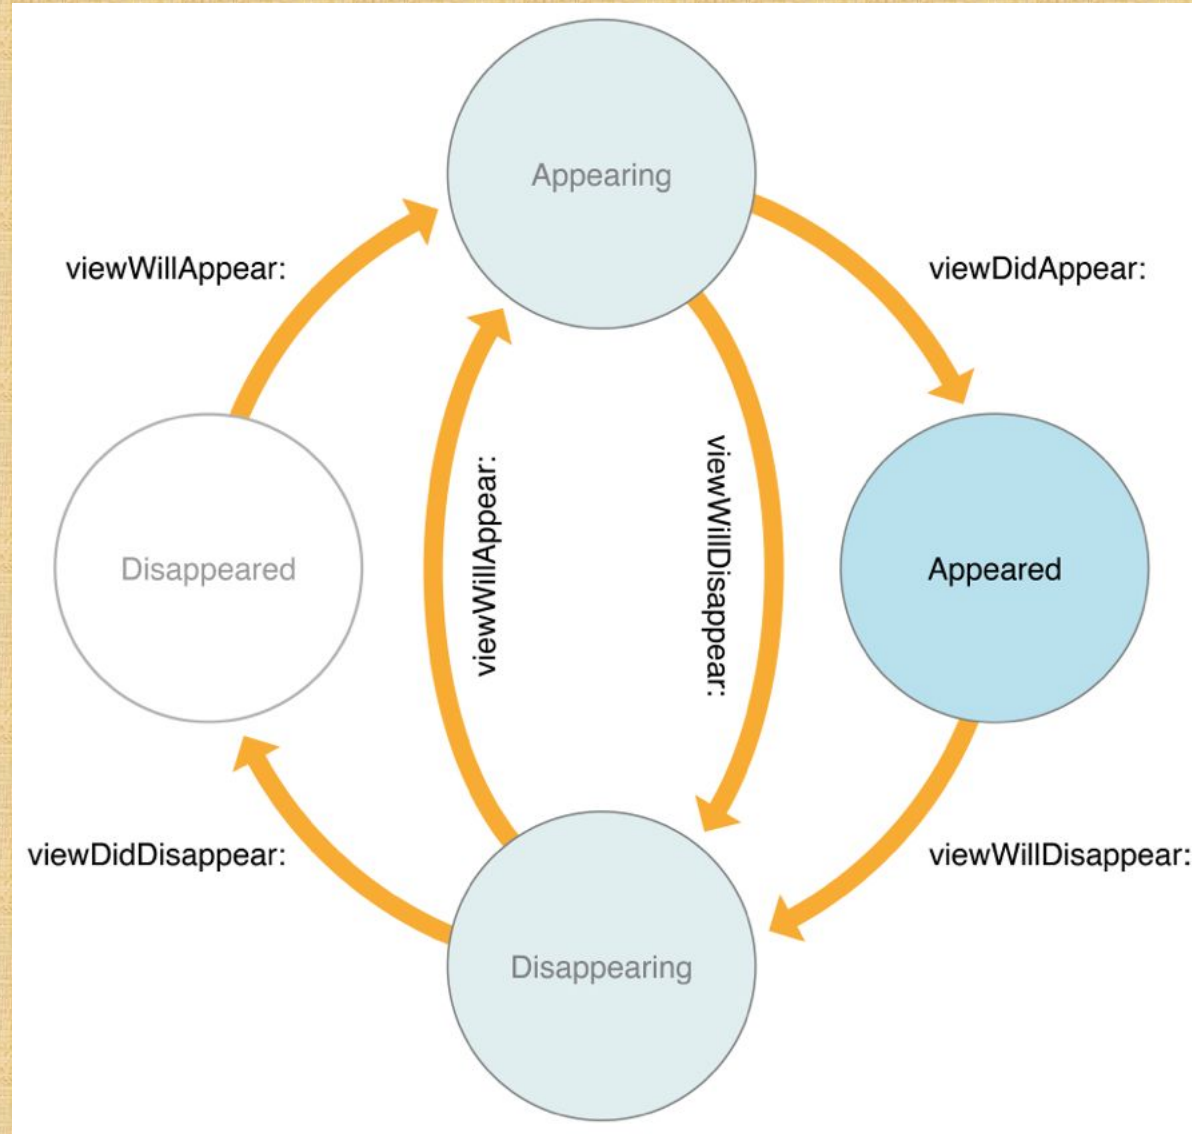 Appearing
viewWillAppear:
viewDidAppear:
viewWillAppear:
viewWillDisappear:
Disappeared
Appeared
viewDidDisappear:
viewWillDisappear:
Disappearing